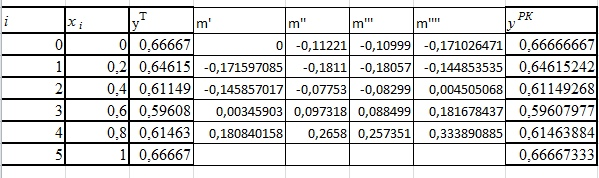 i x i yT m' m'' m''' m'''' y PK
0 0 0,66667 0 -0,11221 -0,10999 -0,171026471 0,66666667
1 0,2 0,64615 -0,171597085 -0,1811 -0,18057 -0,144853535 0,64615242
2 0,4 0,61149 -0,145857017 -0,07753 -0,08299 0,004505068 0,61149268
3 0,6 0,59608 0,00345903 0,097318 0,088499 0,181678437 0,59607977
4 0,8 0,61463 0,180840158 0,2658 0,257351 0,333890885 0,61463884
5 1 0,66667 0,66667333